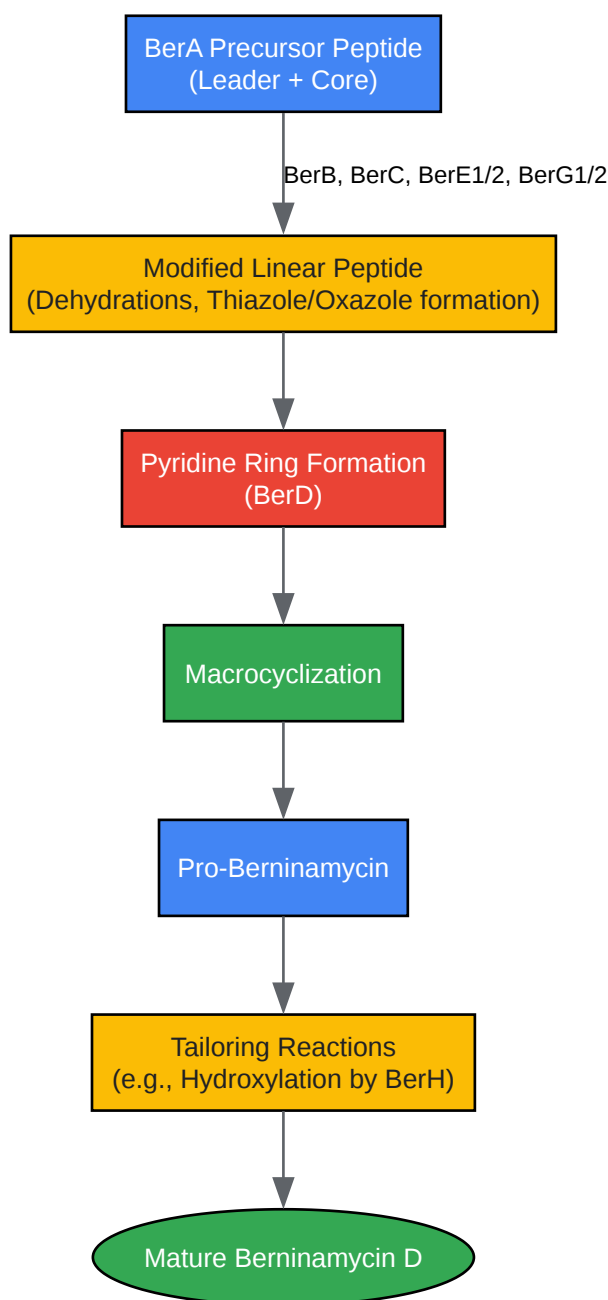 BerA Precursor Peptide
(Leader + Core)
BerB, BerC, BerE1/2, BerG1/2
Modified Linear Peptide
(Dehydrations, Thiazole/Oxazole formation)
Pyridine Ring Formation
(BerD)
Macrocyclization
Pro-Berninamycin
Tailoring Reactions
(e.g., Hydroxylation by BerH)
Mature Berninamycin D